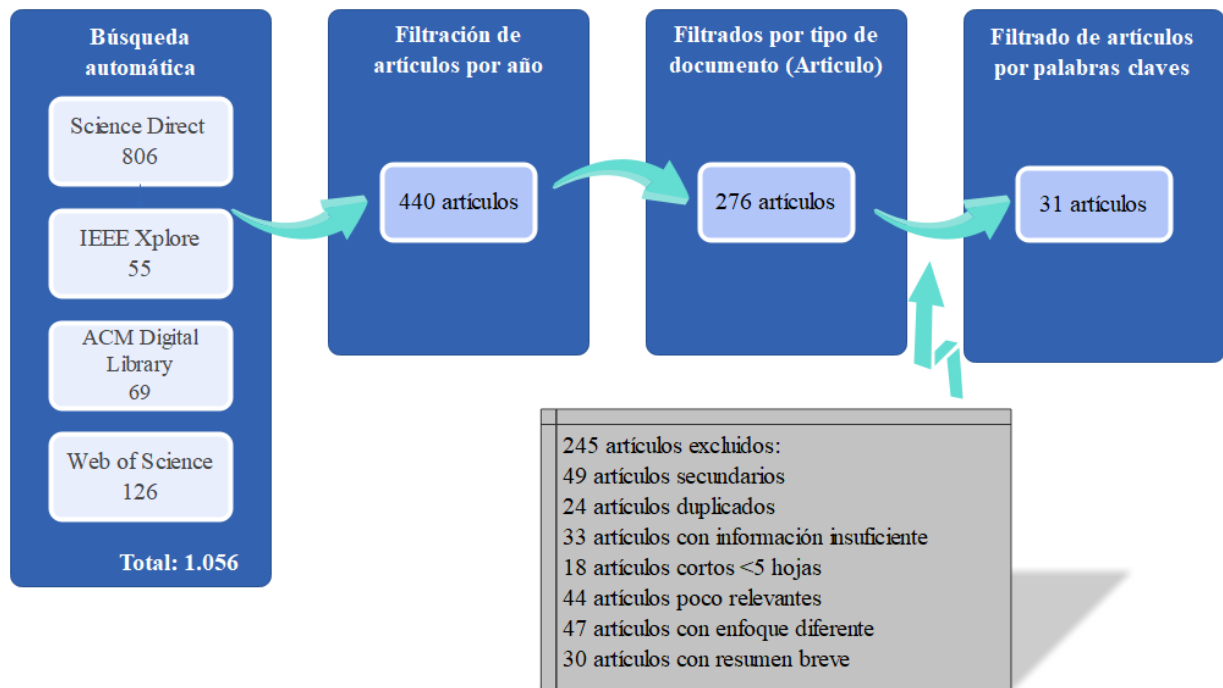 Búsqueda
automática
Science Direct
806
IEEE Xplore
55
ACM Digital
Library
69
Web of Science
126
Total: 1.056
Filtración de
artículos por año
440 artículos
Filtrados por tipo de
documento (Articulo)
276 artículos
Filtrado de artículos
por palabras claves
31 artículos
245 artículos excluidos:
49 artículos secundarios
24 artículos duplicados
33 artículos con información insuficiente
18 artículos cortos <5 hojas
44 artículos poco relevantes
47 artículos con enfoque diferente
30 artículos con resumen breve